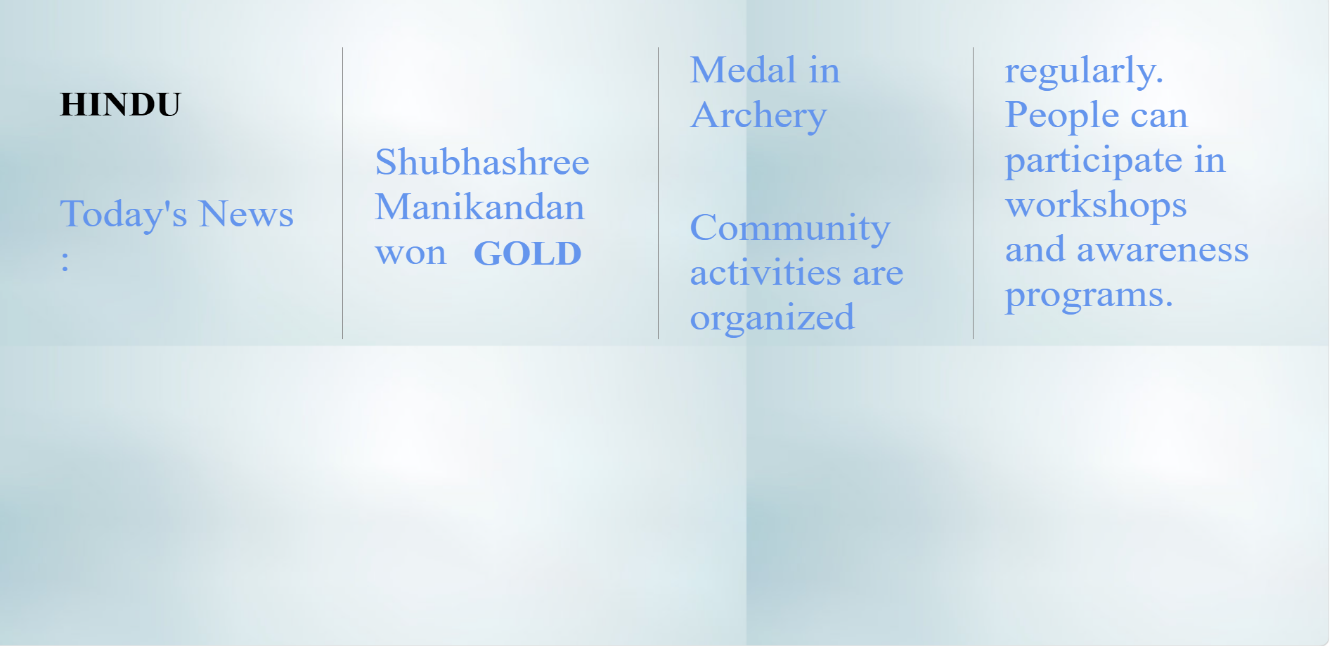 HINDU
Today's News
:
Shubhashree
Manikandan
won GOLD
Medal in
Archery
Community
activities are
organized
regularly.
People can
participate in
workshops
and awareness
programs.